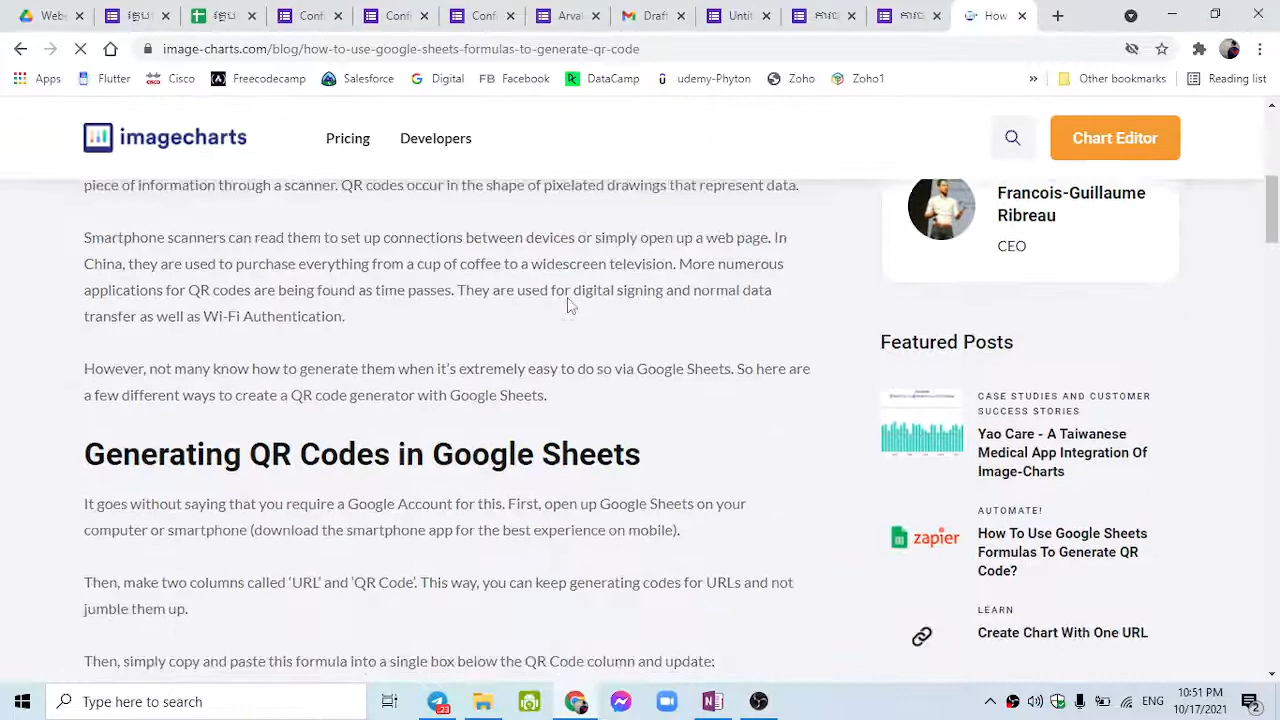 Web
Conf
Conf
Conf
Arva
Draf
Unti
How
image-charts.com/blog/how-to-use-google-sheets-formulas-to-generate-qr-code
Apps
Flutter
Cisco
Freecodecamp
Salesforce
Digital
FB Facebook
DataCamp
udemy-Phyton
Zoho
Zoho1
»
Other bookmarks
Reading list
imagecharts
Pricing
Developers
Chart Editor
piece of information through a scanner. QR codes occur in the shape of pixelated drawings that represent data.
Smartphone scanners can read them to set up connections between devices or simply open up a web page. In
China, they are used to purchase everything from a cup of coffee to a widescreen television. More numerous
applications for QR codes are being found as time passes. They are used for digital signing and normal data
transfer as well as Wi-Fi Authentication.
However, not many know how to generate them when it's extremely easy to do so via Google Sheets. So here are
a few different ways to create a QR code generator with Google Sheets.
Generating QR Codes in Google Sheets
It goes without saying that you require a Google Account for this. First, open up Google Sheets on your
computer or smartphone (download the smartphone app for the best experience on mobile).
Then, make two columns called ‘URL’ and ‘QR Code’. This way, you can keep generating codes for URLs and not
jumble them up.
Then, simply copy and paste this formula into a single box below the QR Code column and update:
Francois-Guillaume
Ribreau
CEO
Featured Posts
CASE STUDIES AND CUSTOMER
SUCCESS STORIES
Yao Care - A Taiwanese
Medical App Integration Of
Image-Charts
zapier
AUTOMATE!
How To Use Google Sheets
Formulas To Generate QR
Code?
LEARN
Create Chart With One URL
Type here to search
22
ENG
10:51 PM
10/17/2021
2